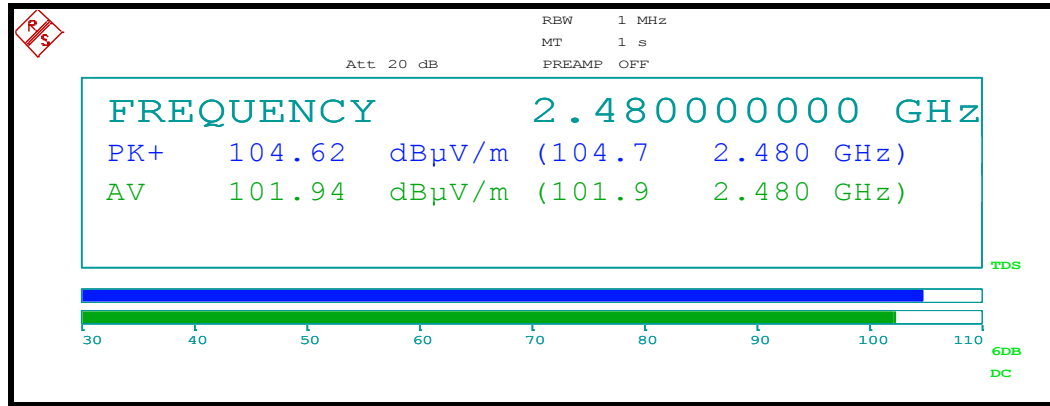 R
S
RBW 1 MHz
MT 1 s
Att 20 dB PREAMP OFF
FREQUENCY 2.480000000 GHz
PK+ 104.62 dBµV/m (104.7 2.480 GHz)
AV 101.94 dBµV/m (101.9 2.480 GHz)
TDS
30 40 50 60 70 80 90 100 110
6DB
DC